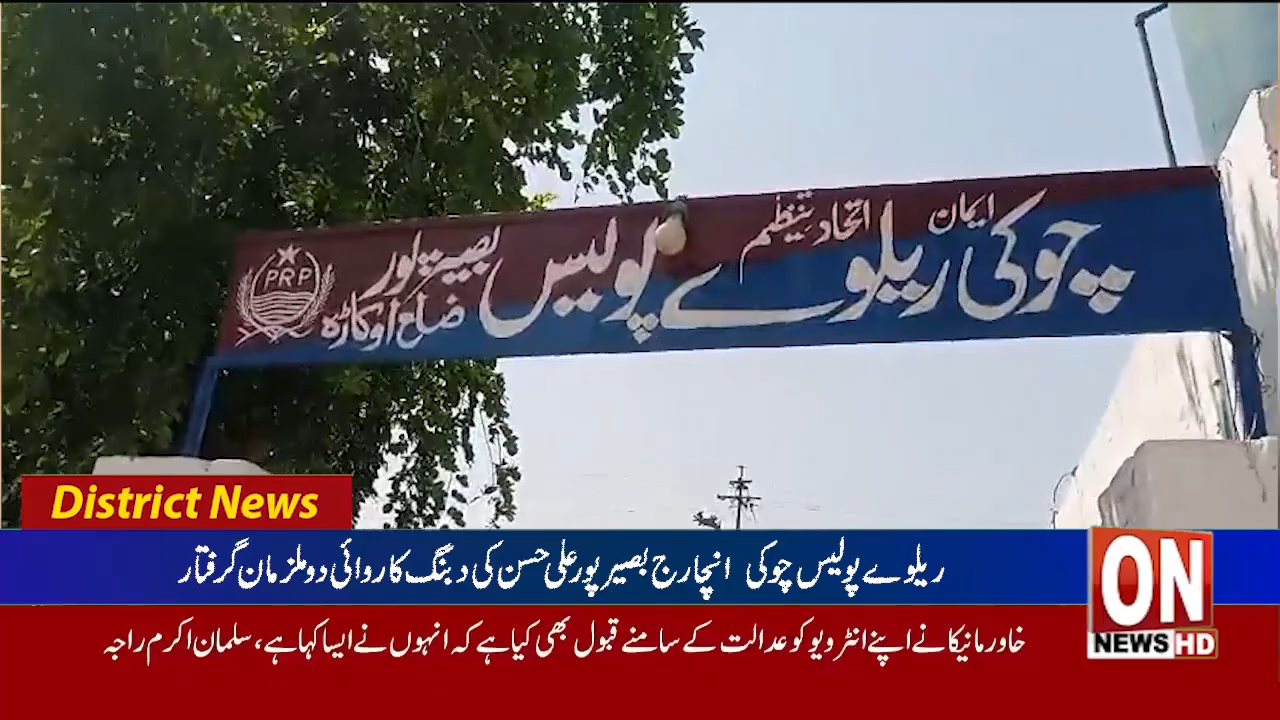 ایمان اتحاد تنظیم
چوکی ریلوے پولیس بصیر پور
ضلع اوکاڑہ
PRP
District News
ریلوے پولیس چوکی انچارج بصیر پور علی حسن کی دبنگ کاروائی دو ملزمان گرفتار
خاور مانیکا نے اپنے انٹرویو کو عدالت کے سامنے قبول بھی کیا ہے کہ انہوں نے ایسا کہا ہے، سلمان اکرم راجہ
ON
NEWS HD